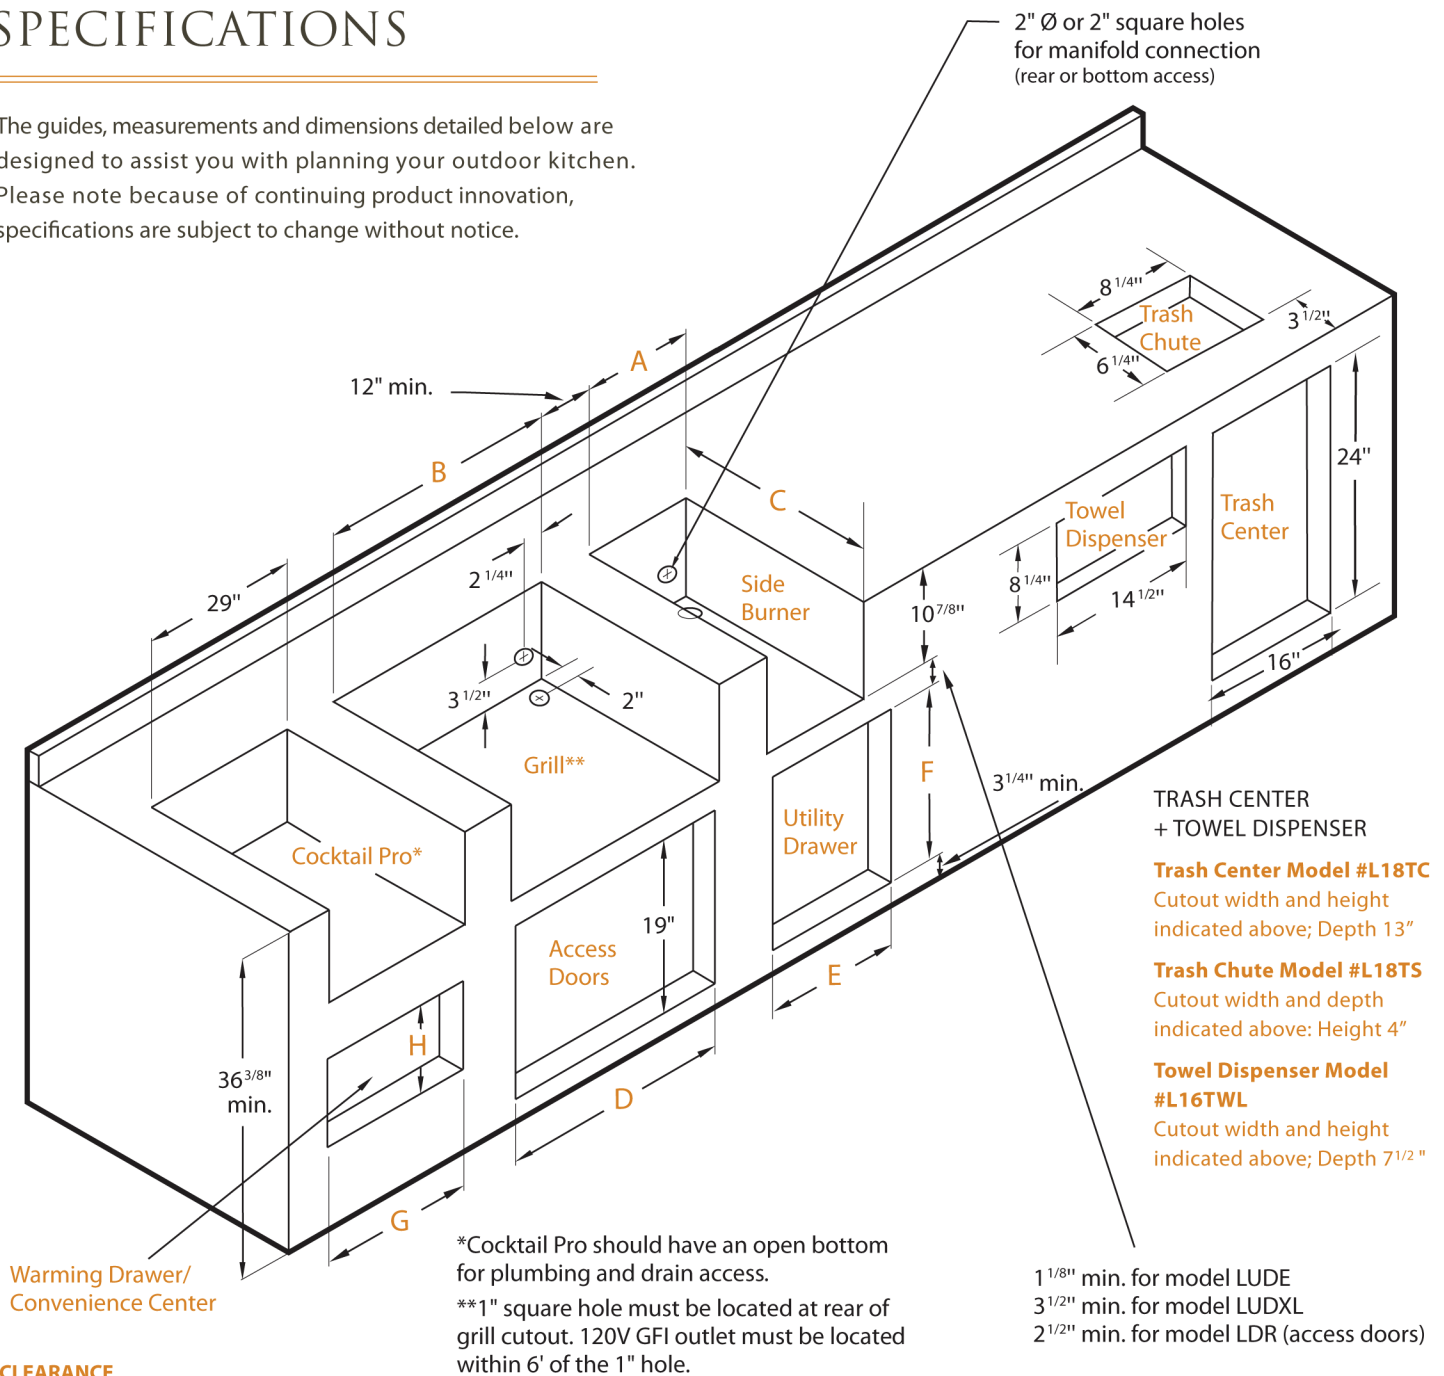 SPECIFICATIONS
The guides, measurements and dimensions detailed below are
designed to assist you with planning your outdoor kitchen.
Please note because of continuing product innovation,
specifications are subject to change without notice.
2" Ø or 2" square holes
for manifold connection
(rear or bottom access)
8 1/4"
Trash
Chute
3 1/2"
6 1/4"
A
12" min.
B
C
24"
Trash
Center
Towel
Dispenser
2 1/4"
29"
Side
Burner
8 1/4"
14 1/2"
10 7/8"
16"
3 1/2"
2"
Grill**
F
3 1/4" min.
Utility
Drawer
Cocktail Pro*
19"
Access
Doors
E
H
36 3/8"
min.
D
G
TRASH CENTER
+ TOWEL DISPENSER
Trash Center Model #L18TC
Cutout width and height
indicated above; Depth 13"
Trash Chute Model #L18TS
Cutout width and depth
indicated above: Height 4"
Towel Dispenser Model
#L16TWL
Cutout width and height
indicated above; Depth 7 1/2 "
Warming Drawer/
Convenience Center
*Cocktail Pro should have an open bottom
for plumbing and drain access.
**1" square hole must be located at rear of
grill cutout. 120V GFI outlet must be located
within 6' of the 1" hole.
1 1/8" min. for model LUDE
3 1/2" min. for model LUDXL
2 1/2" min. for model LDR (access doors)
CLEARANCE